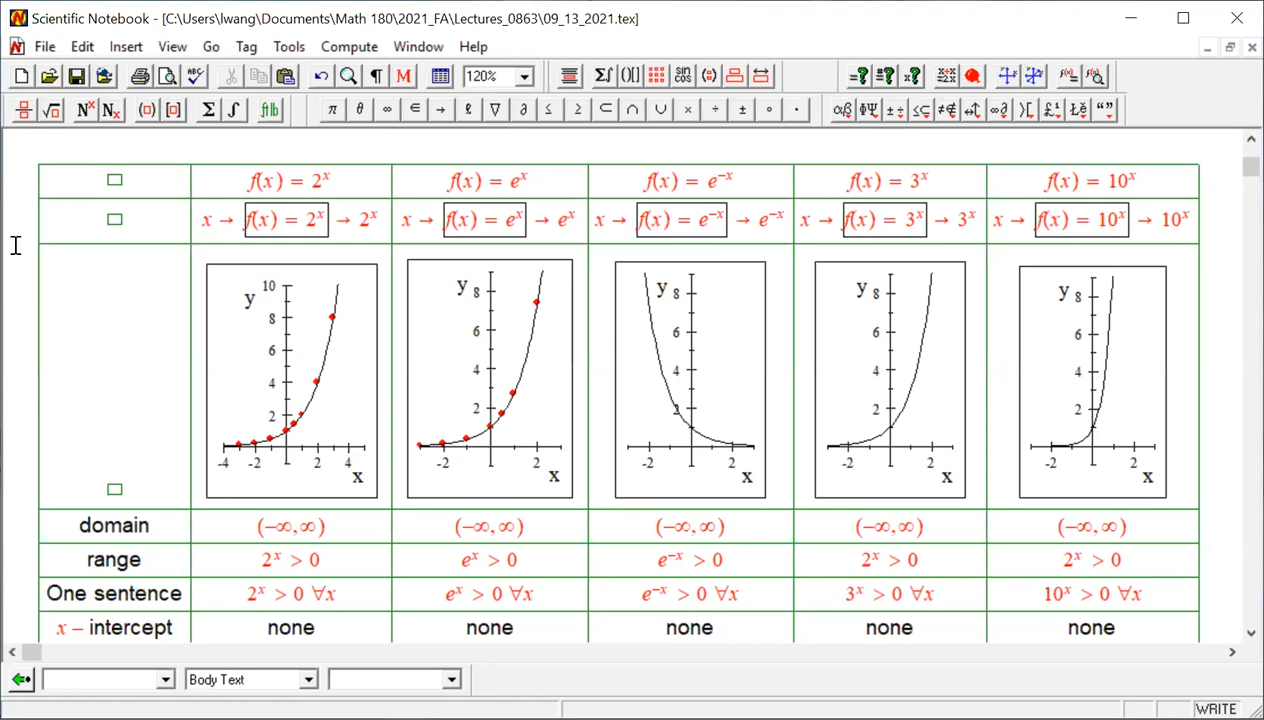 Scientific Notebook - [C:\Users\lwang\Documents\Math 180\2021_FA\Lectures_0863\09_13_2021.tex]
File Edit Insert View Go Tag Tools Compute Window Help
120%
f(x) = 2^x f(x) = e^x f(x) = e^{-x} f(x) = 3^x f(x) = 10^x
x → f(x) = 2^x → 2^x x → f(x) = e^x → e^x x → f(x) = e^{-x} → e^{-x} x → f(x) = 3^x → 3^x x → f(x) = 10^x → 10^x
y 10 8 6 4 2 -4 -2 2 4 x
y 8 6 4 2 -2 2 x
y 8 6 4 2 -2 2 x
y 8 6 4 2 -2 2 x
y 8 6 4 2 -2 2 x
domain (−∞,∞) (−∞,∞) (−∞,∞) (−∞,∞) (−∞,∞)
range 2^x > 0 e^x > 0 e^{-x} > 0 2^x > 0 2^x > 0
One sentence 2^x > 0 ∀x e^x > 0 ∀x e^{-x} > 0 ∀x 3^x > 0 ∀x 10^x > 0 ∀x
x − intercept none none none none none
Body Text
WRITE